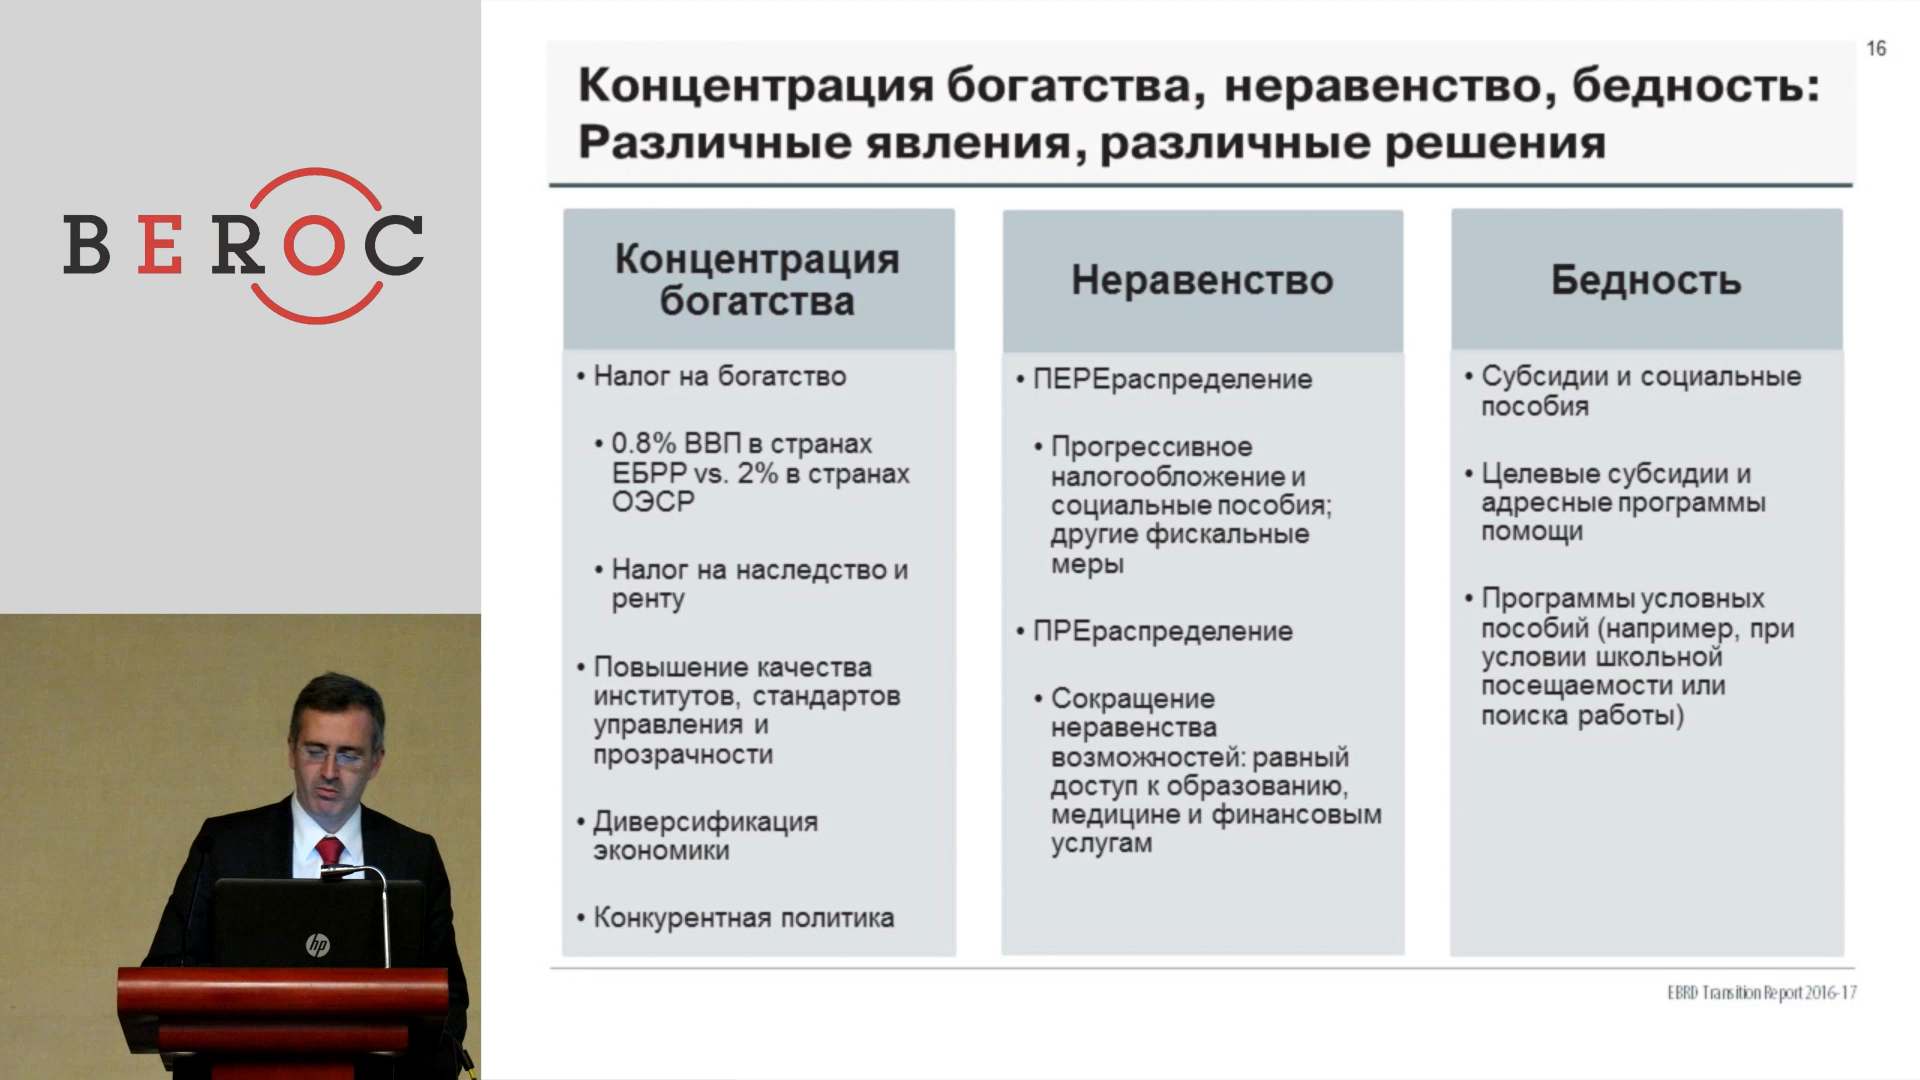 BEROC
16
Концентрация богатства, неравенство, бедность:
Различные явления, различные решения
Концентрация
богатства
• Налог на богатство
• 0.8% ВВП в странах
ЕБРР vs. 2% в странах
ОЭСР
• Налог на наследство и
ренту
• Повышение качества
институтов, стандартов
управления и
прозрачности
• Диверсификация
экономики
• Конкурентная политика
Неравенство
• ПЕРЕраспределение
• Прогрессивное
налогообложение и
социальные пособия;
другие фискальные
меры
• ПРЕраспределение
• Сокращение
неравенства
возможностей: равный
доступ к образованию,
медицине и финансовым
услугам
Бедность
• Субсидии и социальные
пособия
• Целевые субсидии и
адресные программы
помощи
• Программы условных
пособий (например, при
условии школьной
посещаемости или
поиска работы)
EBRD Transition Report 2016-17
hp